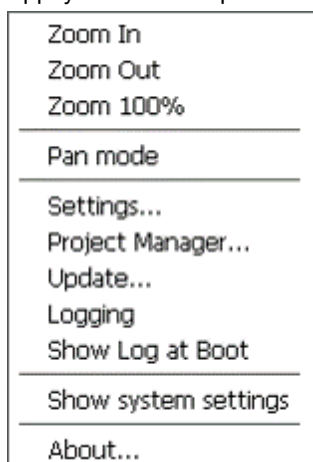 Zoom In
Zoom Out
Zoom 100%
Pan mode
Settings...
Project Manager...
Update...
Logging
Show Log at Boot
Show system settings
About...